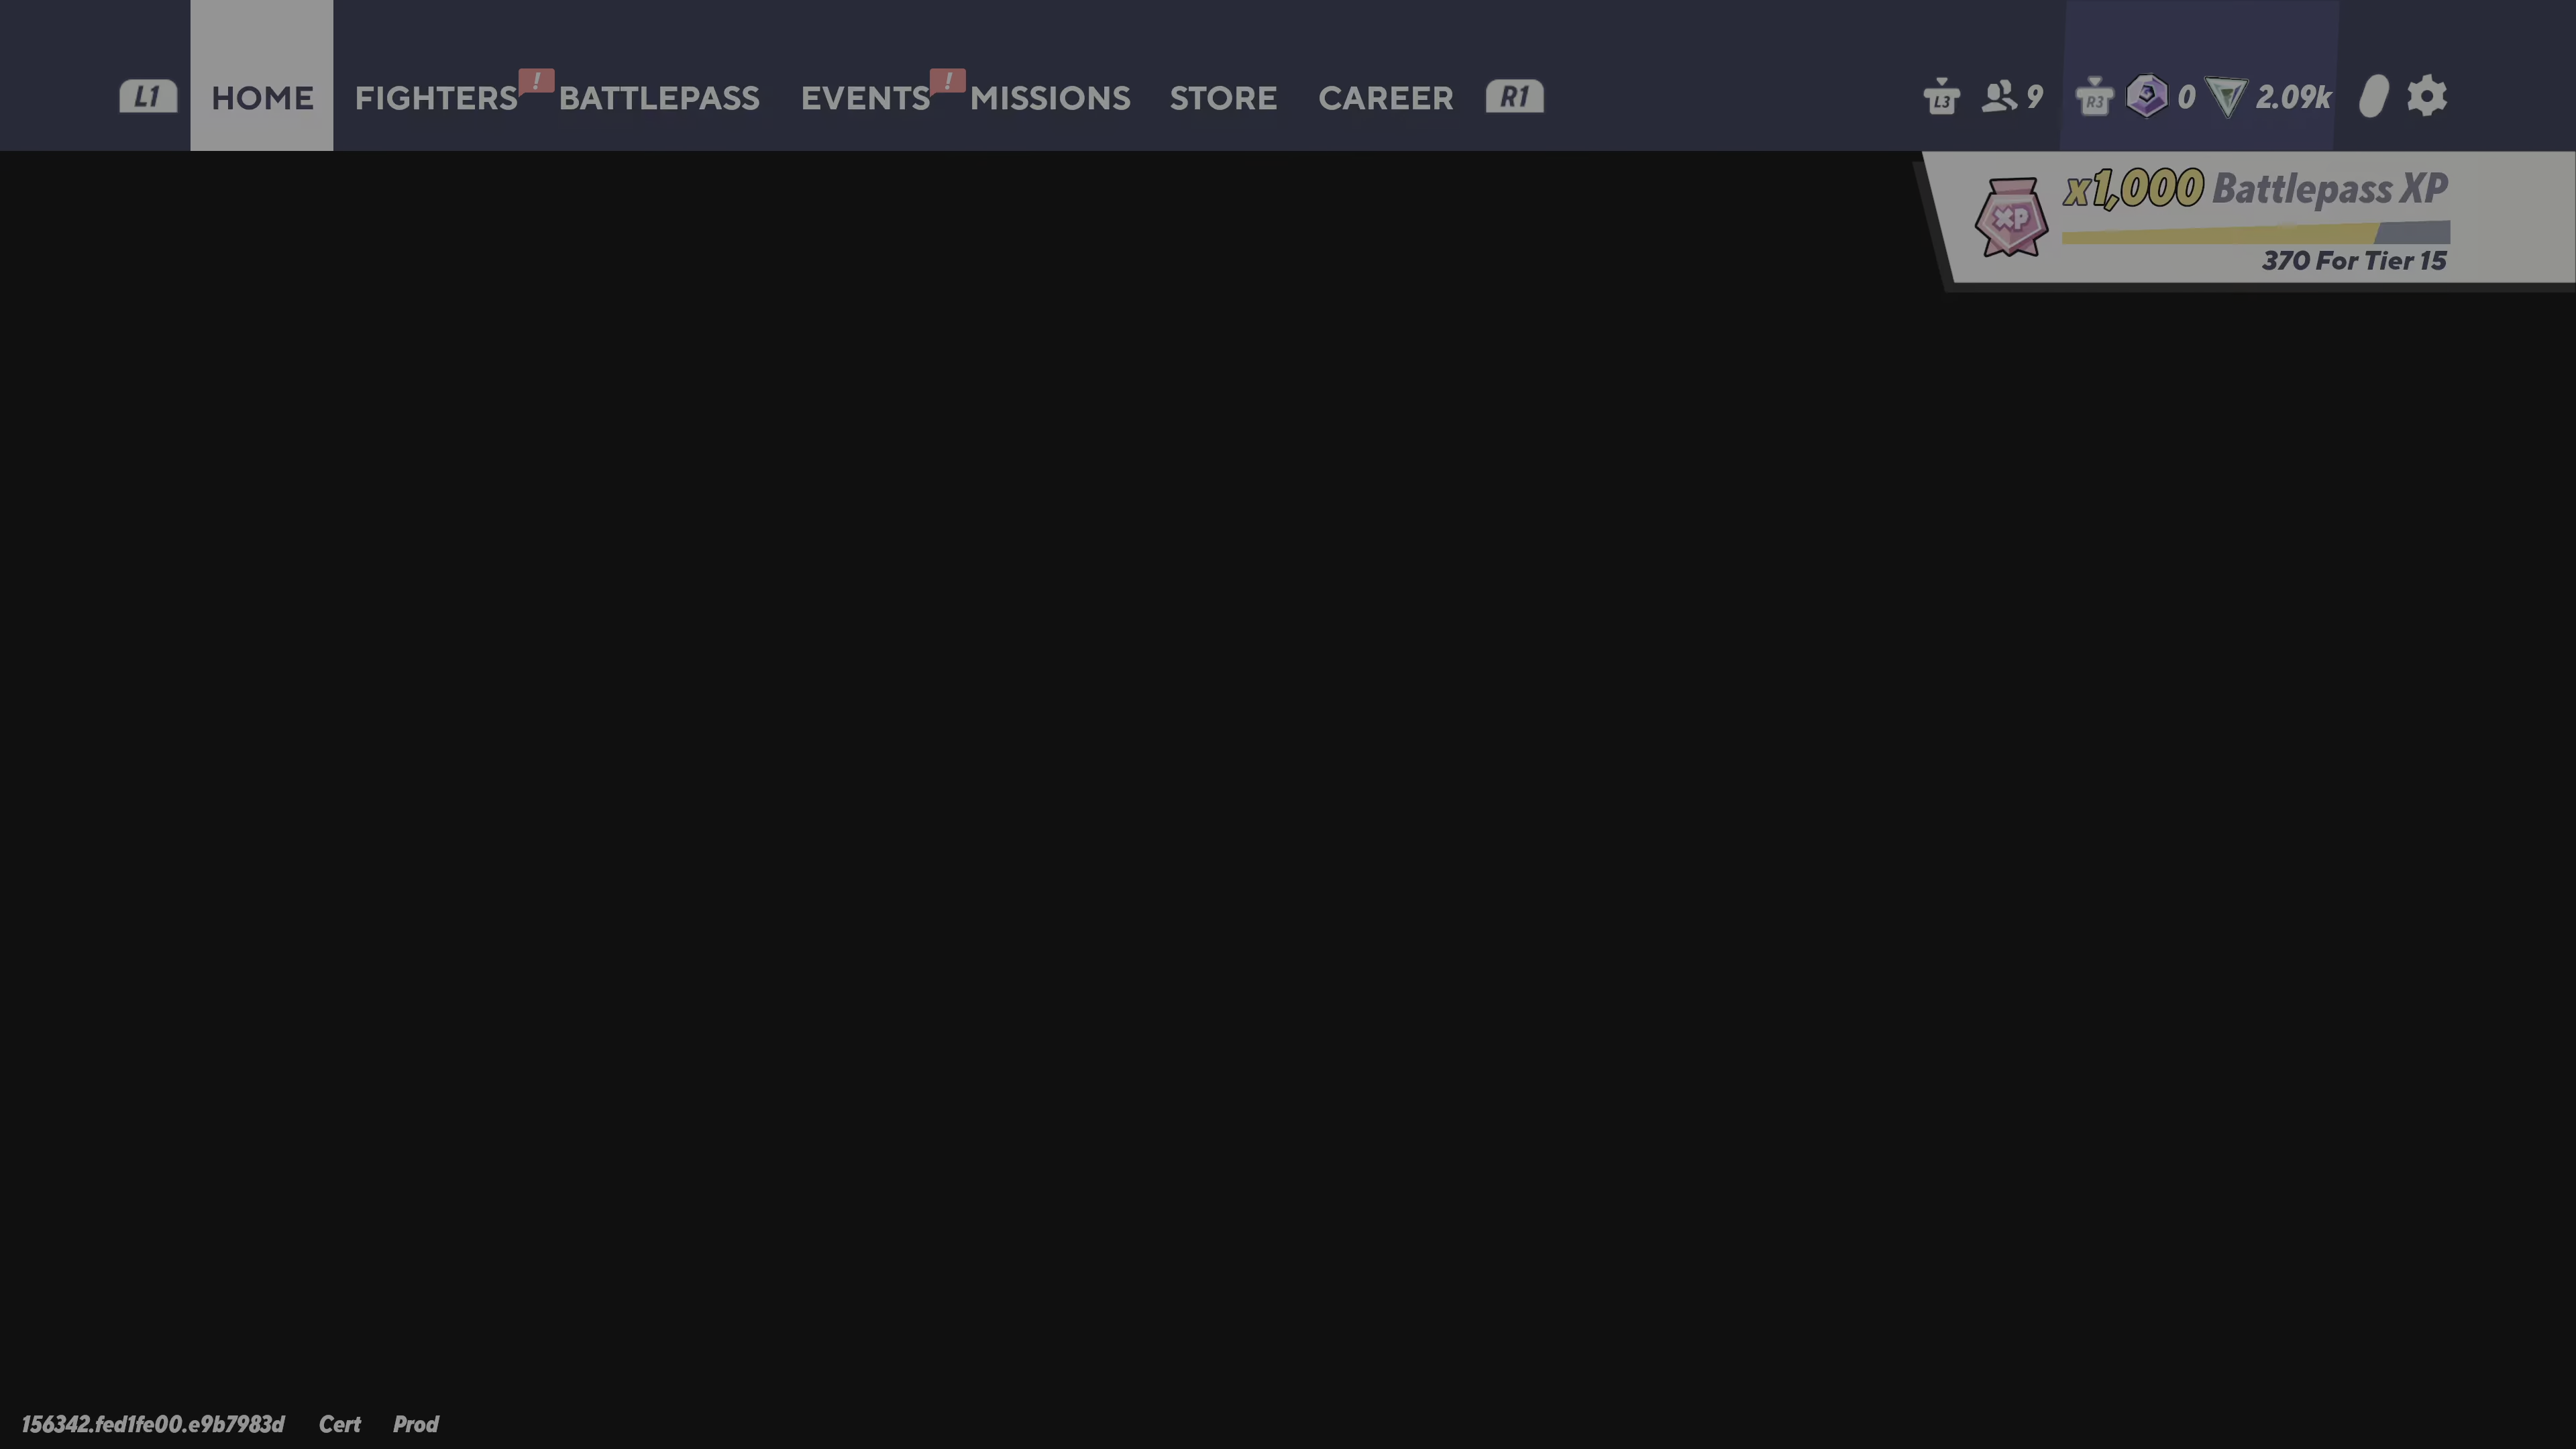 L1 HOME FIGHTERS ! BATTLEPASS EVENTS ! MISSIONS STORE CAREER R1 L3 9 R3 0 2.09k
x1,000 Battlepass XP
XP
370 For Tier 15
156342.fed1fe00.e9b7983d Cert Prod